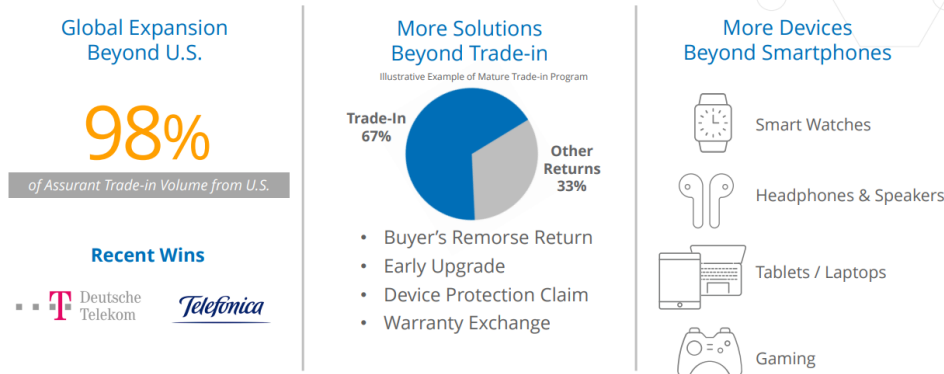 Global Expansion
Beyond U.S.
98%
of Assurant Trade-in Volume from U.S.
Recent Wins
T Deutsche
Telekom
Telefónica
More Solutions
Beyond Trade-in
Illustrative Example of Mature Trade-in Program
Trade-In
67%
Other
Returns
33%
• Buyer's Remorse Return
• Early Upgrade
• Device Protection Claim
• Warranty Exchange
More Devices
Beyond Smartphones
Smart Watches
Headphones & Speakers
Tablets / Laptops
Gaming